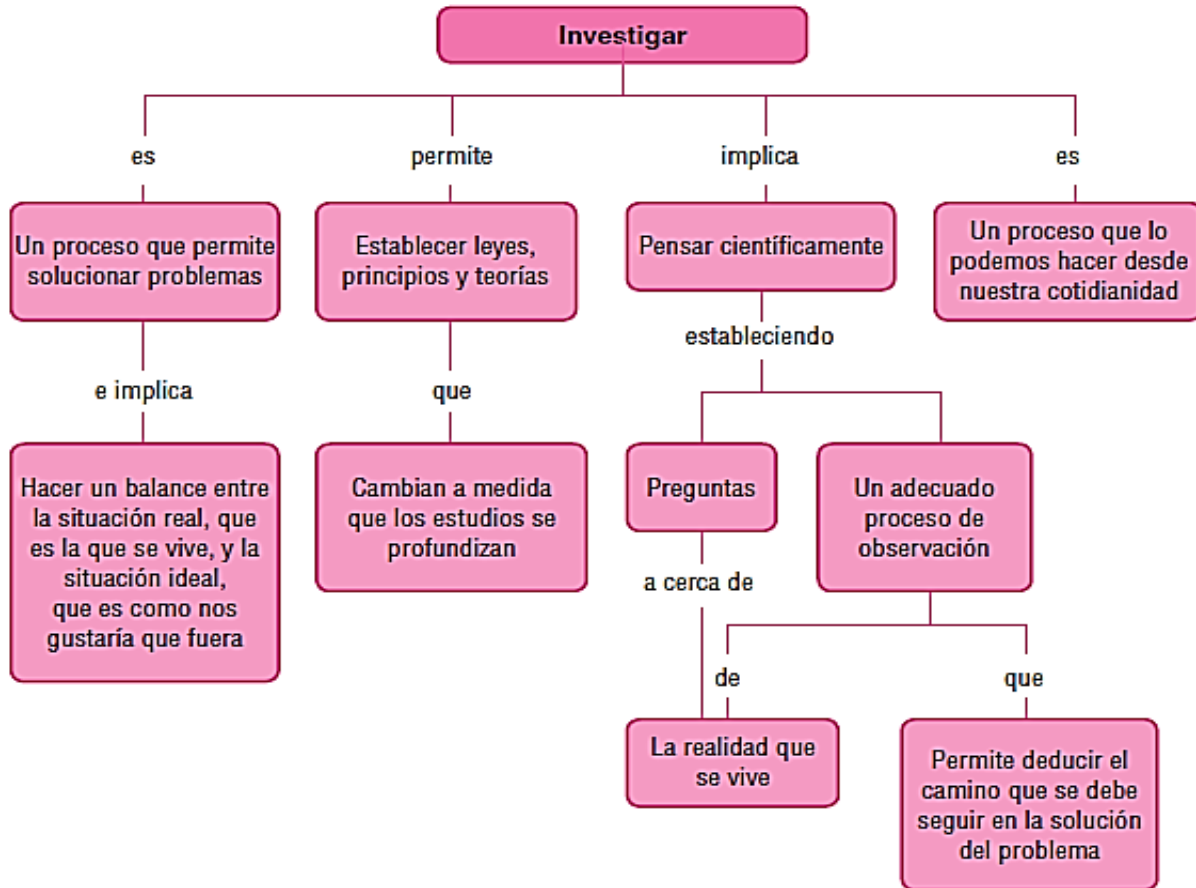 Investigar
es
permite
implica
es
Un proceso que permite
solucionar problemas
Establecer leyes,
principios y teorías
Pensar científicamente
Un proceso que lo
podemos hacer desde
nuestra cotidianidad
e implica
que
estableciendo
Hacer un balance entre
la situación real, que
es la que se vive, y la
situación ideal,
que es como nos
gustaría que fuera
Cambian a medida
que los estudios se
profundizan
Preguntas
Un adecuado
proceso de
observación
a cerca de
de
que
La realidad que
se vive
Permite deducir el
camino que se debe
seguir en la solución
del problema